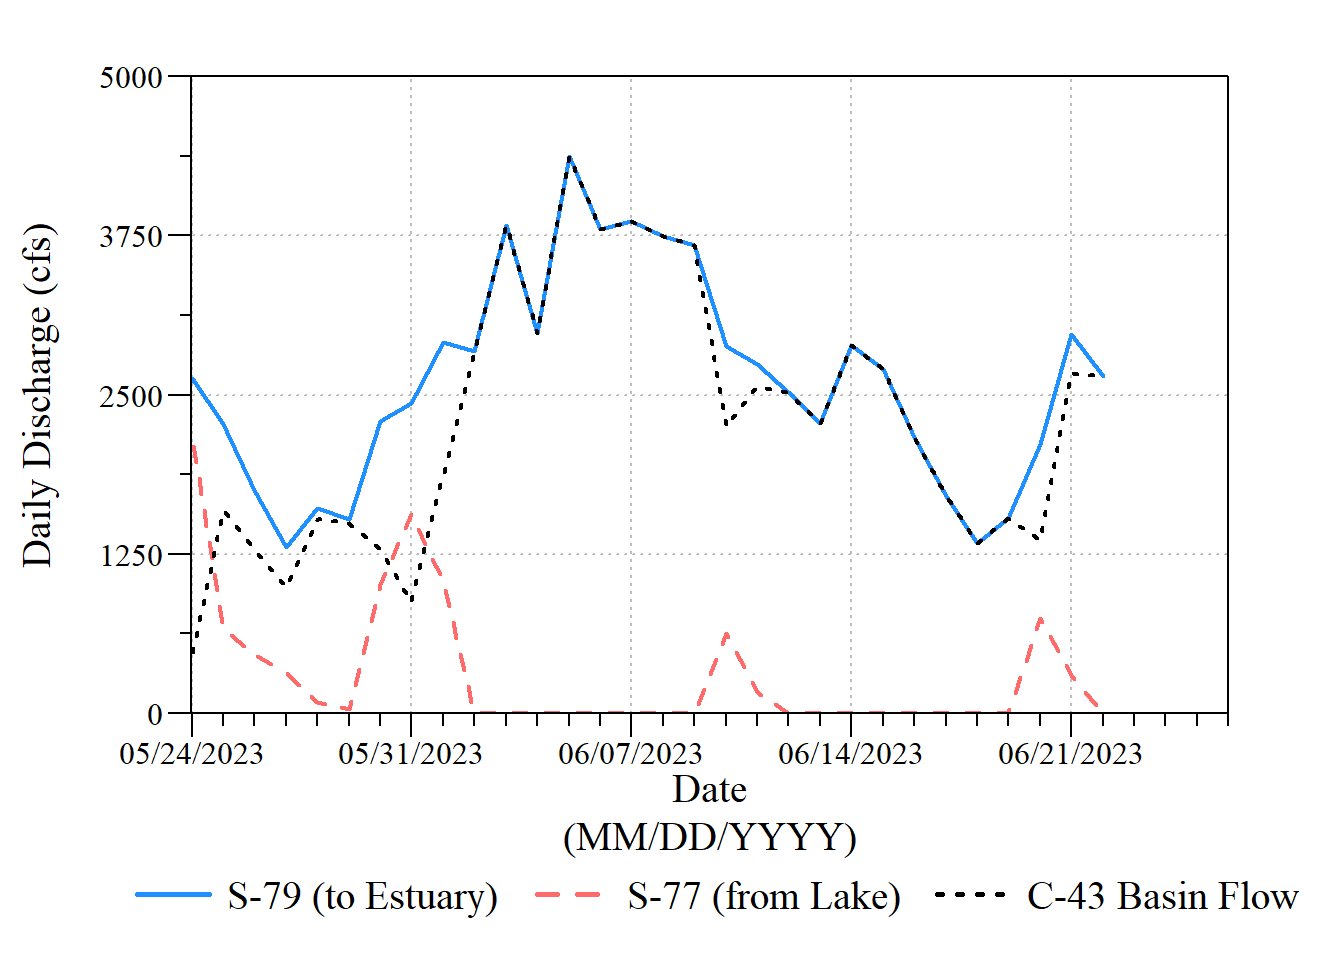 5000
3750
2500
1250
0
Daily Discharge (cfs)
05/24/2023 05/31/2023 06/07/2023 06/14/2023 06/21/2023
Date
(MM/DD/YYYY)
S-79 (to Estuary) S-77 (from Lake) C-43 Basin Flow